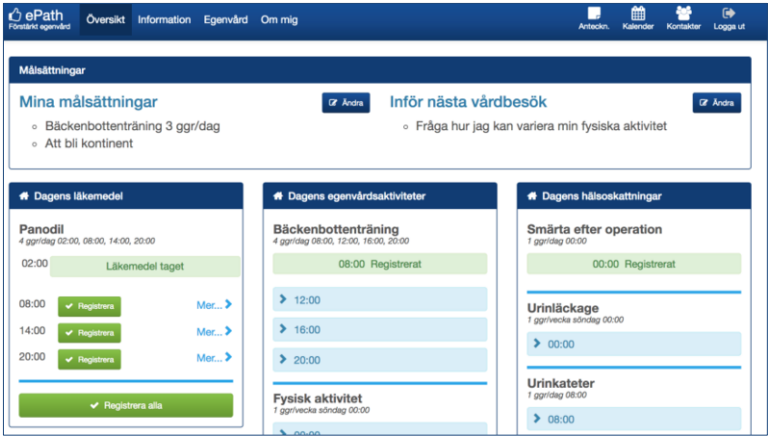 ePath
Förstärkt egenvård
Översikt
Information
Egenvård
Om mig
Anteckn.
Kalender
Kontakter
Logga ut
Målsättningar
Mina målsättningar
Ändra
Bäckenbottenträning 3 ggr/dag
Att bli kontinent
Inför nästa vårdbesök
Ändra
Fråga hur jag kan variera min fysiska aktivitet
Dagens läkemedel
Panodil
4 ggr/dag 02:00, 08:00, 14:00, 20:00
02:00 Läkemedel taget
08:00 Registrera Mer...
14:00 Registrera Mer...
20:00 Registrera Mer...
Registrera alla
Dagens egenvårdsaktiviteter
Bäckenbottenträning
4 ggr/dag 08:00, 12:00, 16:00, 20:00
08:00 Registrerat
12:00
16:00
20:00
Fysisk aktivitet
1 ggr/vecka söndag 00:00
Dagens hälsoskattningar
Smärta efter operation
1 ggr/dag 00:00
00:00 Registrerat
Urinläckage
1 ggr/vecka söndag 00:00
00:00
Urinkateter
1 ggr/dag 08:00
08:00